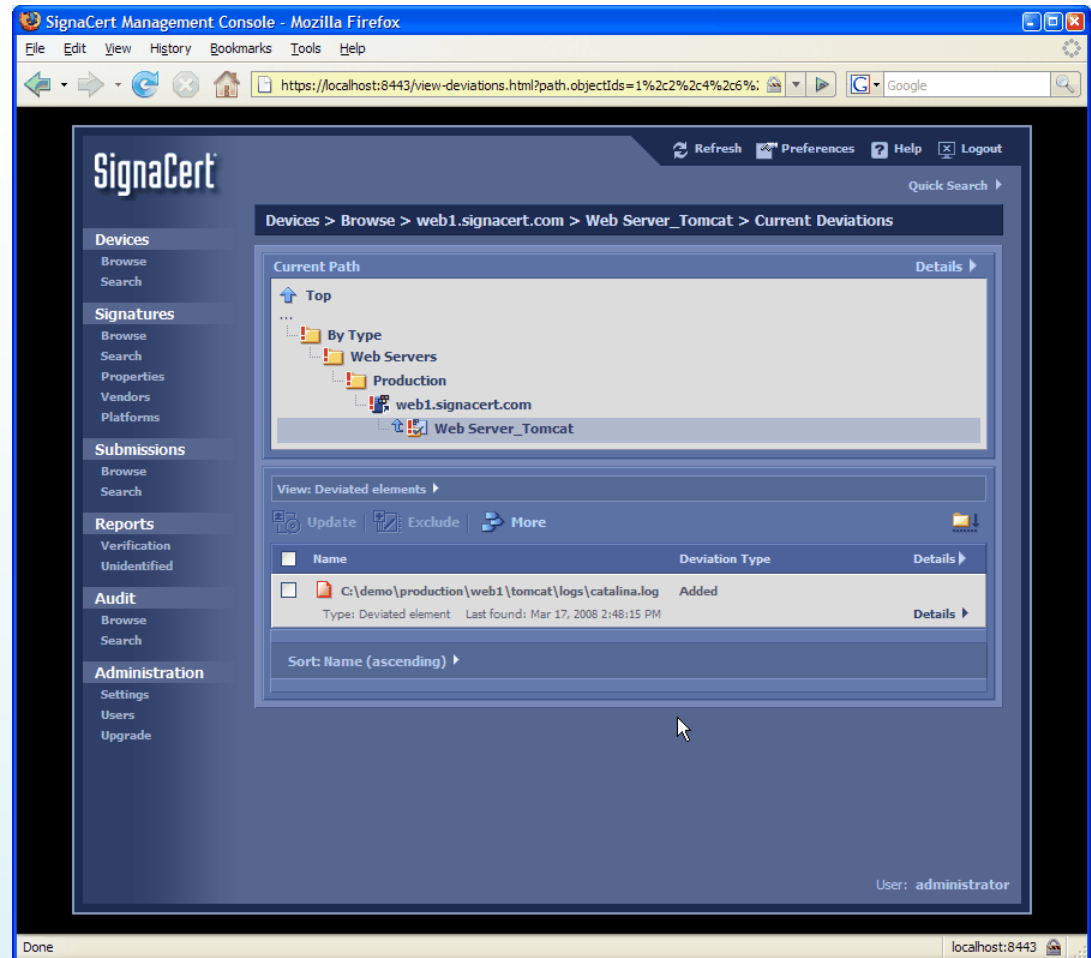 SignaCert Management Console - Mozilla Firefox
File Edit View History Bookmarks Tools Help
https://localhost:8443/view-deviations.html?path.objectIds=1%2c2%2c4%2c6%
G Google
SignaCert
Refresh Preferences ? Help Logout
Quick Search
Devices > Browse > web1.signacert.com > Web Server_Tomcat > Current Deviations
Devices
Browse
Search
Signatures
Browse
Search
Properties
Vendors
Platforms
Submissions
Browse
Search
Reports
Verification
Unidentified
Audit
Browse
Search
Administration
Settings
Users
Upgrade
Current Path Details
Top
...
By Type
Web Servers
Production
web1.signacert.com
Web Server_Tomcat
View: Deviated elements
Update Exclude More
Name Deviation Type Details
C:\demo\production\web1\tomcat\logs\catalina.log Added
Type: Deviated element Last found: Mar 17, 2008 2:48:15 PM Details
Sort: Name (ascending)
User: administrator
Done localhost:8443